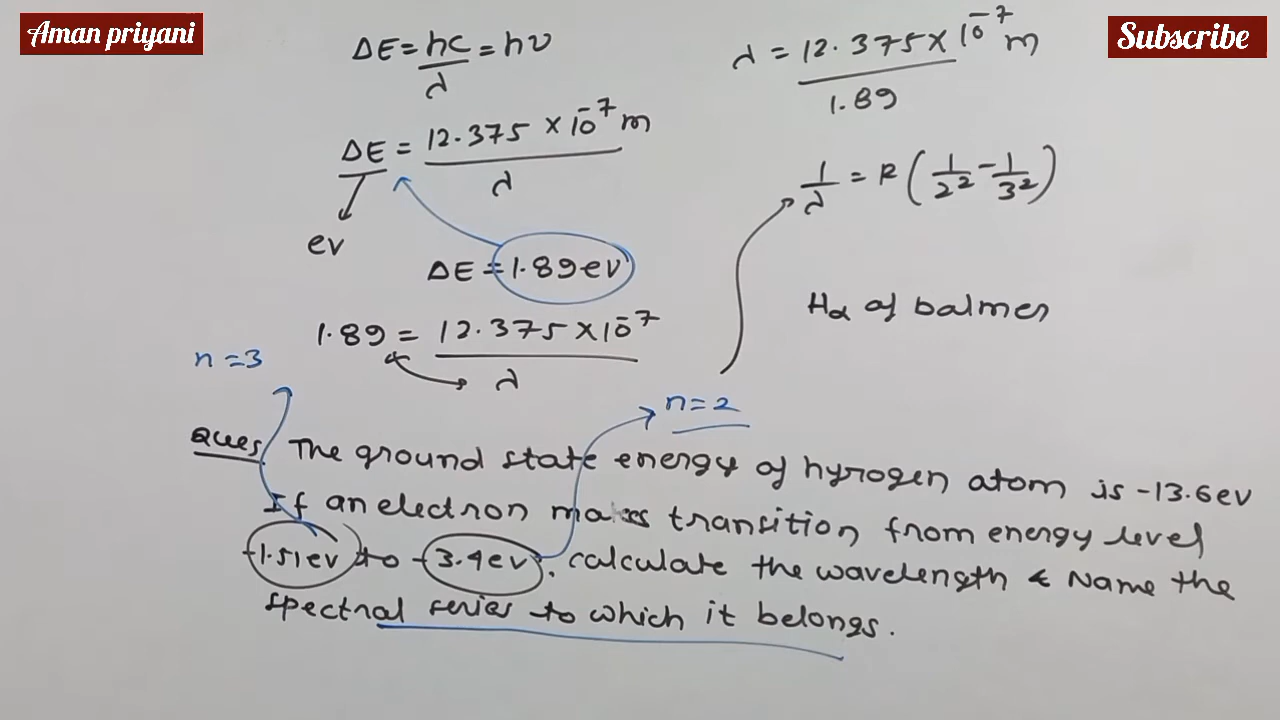 Aman priyani
Subscribe
ΔE = hc/λ = hν
ΔE = 12.375 × 10⁻⁷ m / λ
ev
ΔE = 1.89 ev
1.89 = 12.375 × 10⁻⁷ / λ
λ = 12.375 × 10⁻⁷ m / 1.89
1/λ = R (1/2² - 1/3²)
Hα of balmer
n = 3
n = 2
Ques The ground state energy of hyrogen atom is -13.6 ev
If an electron makes transition from energy level
-1.51 ev to -3.4 ev. calculate the wavelength & Name the
spectral series to which it belongs.